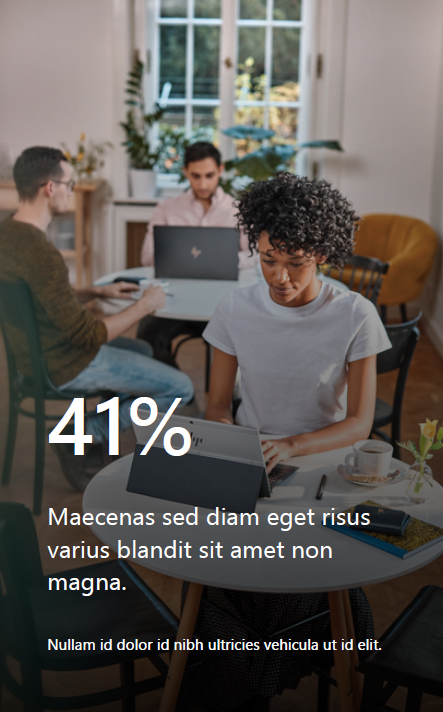 hp
41%
Maecenas sed diam eget risus
varius blandit sit amet non
magna.
Nullam id dolor id nibh ultricies vehicula ut id elit.